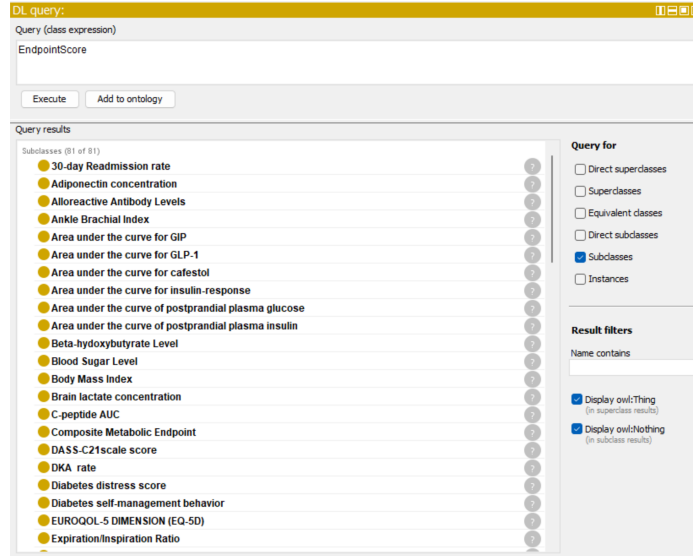 DL query:
Query (class expression)
EndpointScore
Execute
Add to ontology
Query results
Subclasses (81 of 81)
30-day Readmission rate
Adiponectin concentration
Alloreactive Antibody Levels
Ankle Brachial Index
Area under the curve for GIP
Area under the curve for GLP-1
Area under the curve for cafestol
Area under the curve for insulin-response
Area under the curve of postprandial plasma glucose
Area under the curve of postprandial plasma insulin
Beta-hydoxybutyrate Level
Blood Sugar Level
Body Mass Index
Brain lactate concentration
C-peptide AUC
Composite Metabolic Endpoint
DASS-C21scale score
DKA  rate
Diabetes distress score
Diabetes self-management behavior
EUROQOL-5 DIMENSION (EQ-5D)
Expiration/Inspiration Ratio
Query for
Direct superclasses
Superclasses
Equivalent classes
Direct subclasses
Subclasses
Instances
Result filters
Name contains
Display owl:Thing
(in superclass results)
Display owl:Nothing
(in subclass results)